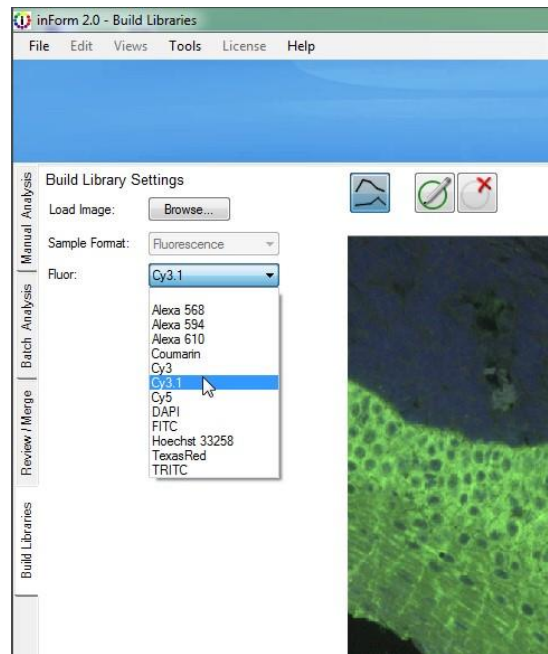 inForm 2.0 - Build Libraries
File Edit Views Tools License Help
Manual Analysis
Batch Analysis
Review / Merge
Build Libraries
Build Library Settings
Load Image: Browse...
Sample Format: Fluorescence
Fluor: Cy3.1
Alexa 568
Alexa 594
Alexa 610
Coumarin
Cy3
Cy3.1
Cy5
DAPI
FITC
Hoechst 33258
TexasRed
TRITC